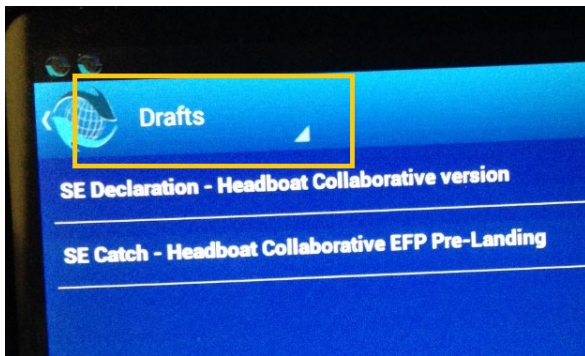 Drafts
SE Declaration - Headboat Collaborative version
SE Catch - Headboat Collaborative EFP Pre-Landing